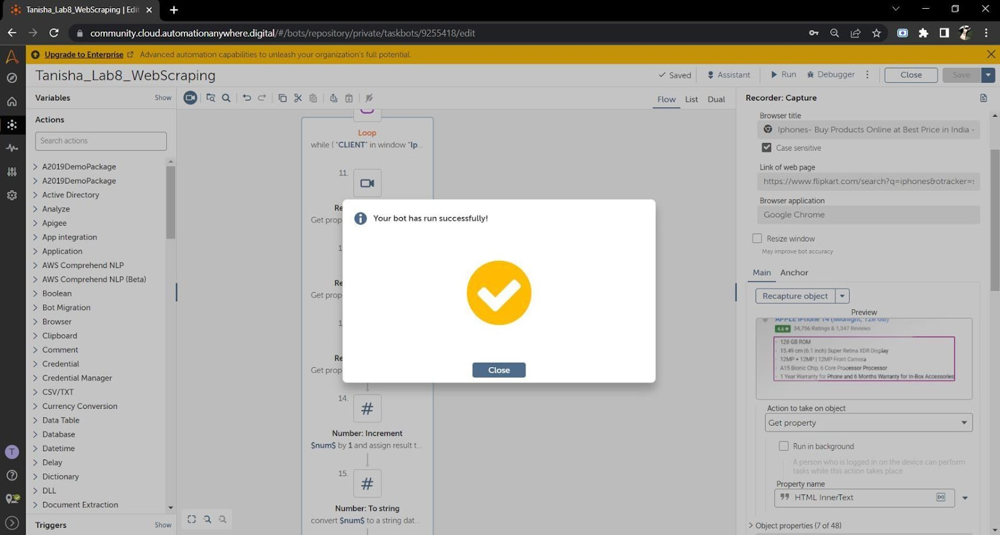 Tanisha_Lab8_WebScraping | Edit
community.cloud.automationanywhere.digital/#/bots/repository/private/taskbots/9255418/edit
Upgrade to Enterprise Advanced automation capabilities to unleash your organization's full potential.
Tanisha_Lab8_WebScraping
Saved
Assistant
Run
Debugger
Close
Save
Variables
Show
Actions
Search actions
A2019DemoPackage
A2019DemoPackage
Active Directory
Analyze
Apigee
App integration
Application
AWS Comprehend NLP
AWS Comprehend NLP (Beta)
Boolean
Bot Migration
Browser
Clipboard
Comment
Credential
Credential Manager
CSV/TXT
Currency Conversion
Data Table
Database
Datetime
Delay
Dictionary
DLL
Document Extraction
Triggers
Show
T
Flow List Dual
Loop
while ( "CLIENT" in window "Ip...
11.
Re
Get prop
1
Re
Get prop
1
Re
Get prop
14.
#
Number: Increment
$num$ by 1 and assign result t...
15.
#
Number: To string
convert $num$ to a string dat...
Your bot has run successfully!
Close
Recorder: Capture
Browser title
Iphones- Buy Products Online at Best Price in India -
Case sensitive
Link of web page
https://www.flipkart.com/search?q=iphones&otracker=s
Browser application
Google Chrome
Resize window
May improve bot accuracy
Main Anchor
Recapture object
Preview
APPLE iPhone 14 (Midnight, 128 GB)
4.6★ 34,756 Ratings & 1,347 Reviews
128 GB ROM
15.49 cm (6.1 inch) Super Retina XDR Display
12MP + 12MP | 12MP Front Camera
A15 Bionic Chip, 6 Core Processor Processor
1 Year Warranty for Phone and 6 Months Warranty for In-Box Accessories
Action to take on object
Get property
Run in background
A person who is logged in on the device can perform
tasks while this action takes place
Property name
HTML InnerText
(x)
Object properties (7 of 48)